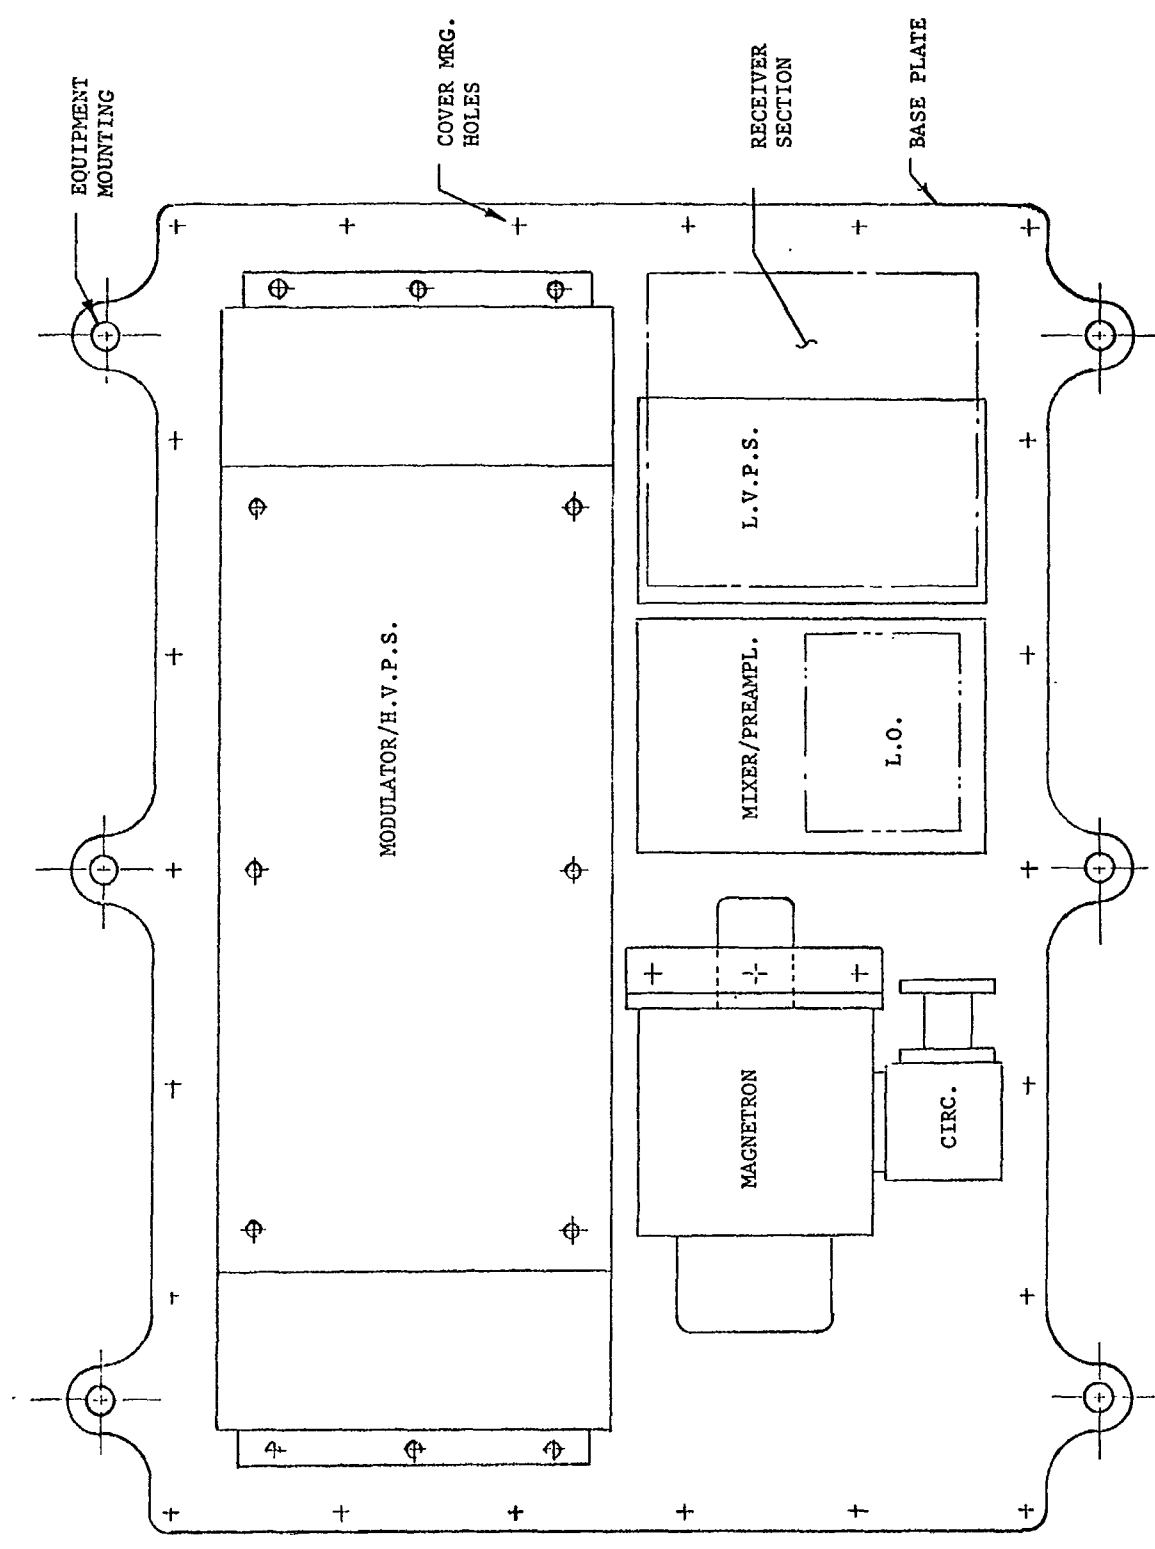 EQUIPMENT
MOUNTING
COVER MRG.
HOLES
RECEIVER
SECTION
BASE PLATE
MODULATOR/H.V.P.S.
L.V.P.S.
MIXER/PREAMPL.
L.O.
MAGNETRON
CIRC.